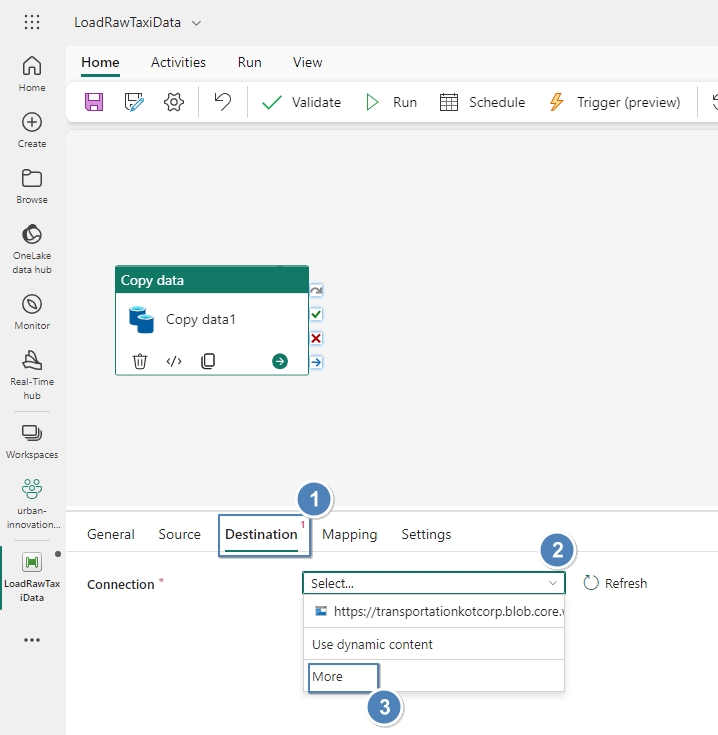 LoadRawTaxiData
Home Activities Run View
Validate Run Schedule Trigger (preview)
Home
Create
Browse
OneLake
data hub
Monitor
Real-Time
hub
Workspaces
urban-
innovation...
LoadRawTax
iData
Copy data
Copy data1
1
General Source Destination 1 Mapping Settings
2
Connection * Select... Refresh
https://transportationkotcorp.blob.core.
Use dynamic content
More
3